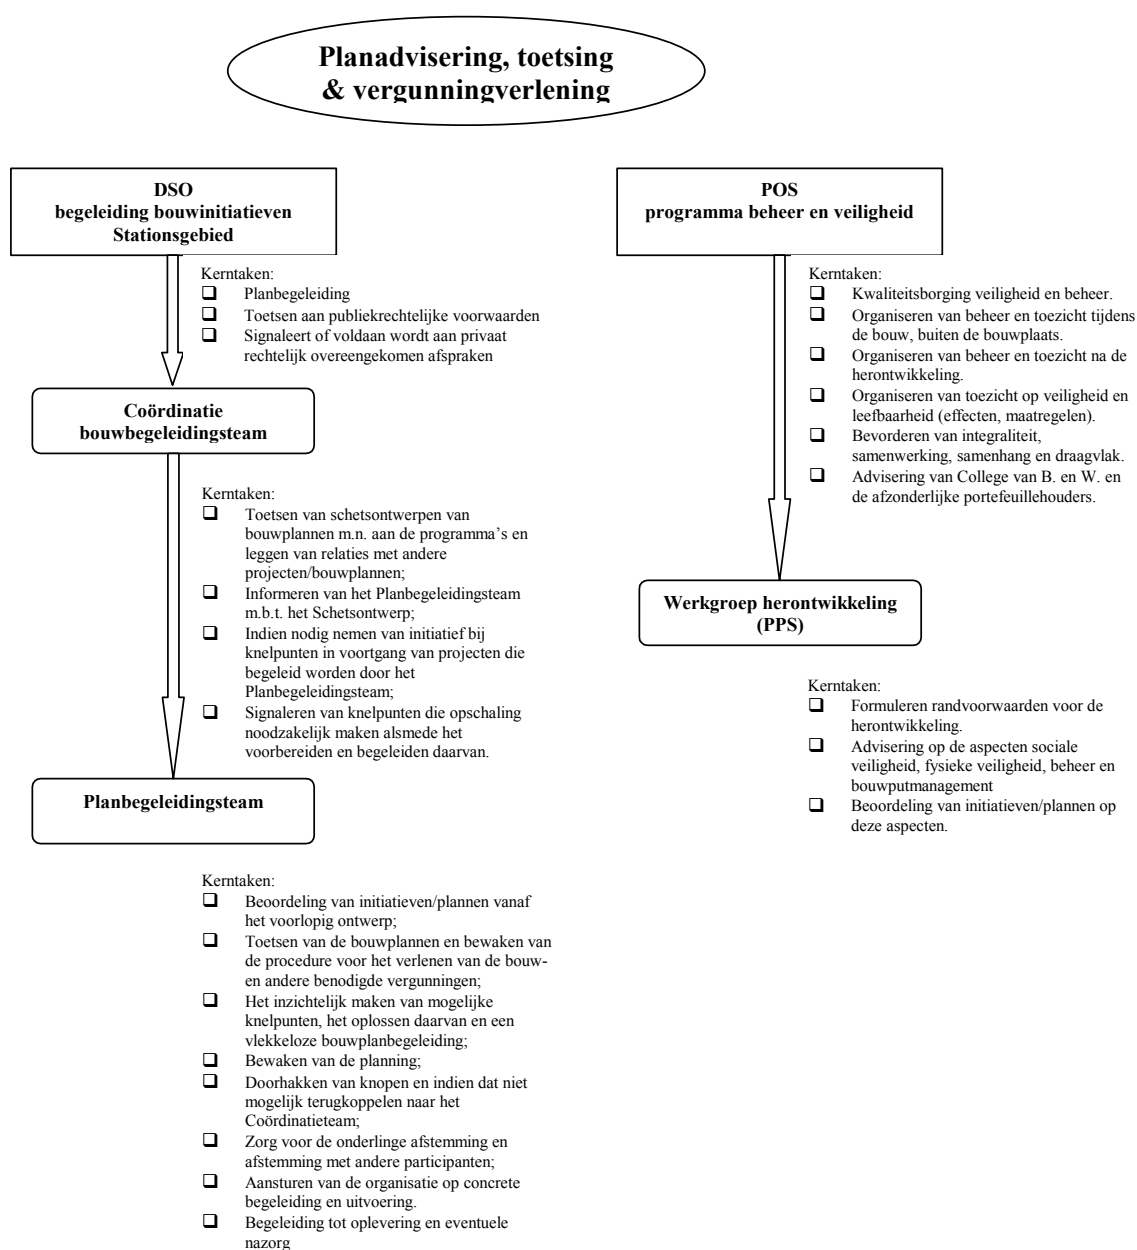 Planadvisering, toetsing
& vergunningverlening
DSO
begeleiding bouwinitiatieven
Stationsgebied
Kerntaken:
❑ Planbegeleiding
❑ Toetsen aan publiekrechtelijke voorwaarden
❑ Signaleert of voldaan wordt aan privaat
rechtelijk overeengekomen afspraken
Coördinatie
bouwbegeleidingsteam
Kerntaken:
❑ Toetsen van schetsontwerpen van
bouwplannen m.n. aan de programma’s en
leggen van relaties met andere
projecten/bouwplannen;
❑ Informeren van het Planbegeleidingsteam
m.b.t. het Schetsontwerp;
❑ Indien nodig nemen van initiatief bij
knelpunten in voortgang van projecten die
begeleid worden door het
Planbegeleidingsteam;
❑ Signaleren van knelpunten die opschaling
noodzakelijk maken alsmede het
voorbereiden en begeleiden daarvan.
Planbegeleidingsteam
Kerntaken:
❑ Beoordeling van initiatieven/plannen vanaf
het voorlopig ontwerp;
❑ Toetsen van de bouwplannen en bewaken van
de procedure voor het verlenen van de bouw-
en andere benodigde vergunningen;
❑ Het inzichtelijk maken van mogelijke
knelpunten, het oplossen daarvan en een
vlekkeloze bouwplanbegeleiding;
❑ Bewaken van de planning;
❑ Doorhakken van knopen en indien dat niet
mogelijk terugkoppelen naar het
Coördinatieteam;
❑ Zorg voor de onderlinge afstemming en
afstemming met andere participanten;
❑ Aansturen van de organisatie op concrete
begeleiding en uitvoering.
❑ Begeleiding tot oplevering en eventuele
nazorg
POS
programma beheer en veiligheid
Kerntaken:
❑ Kwaliteitsborging veiligheid en beheer.
❑ Organiseren van beheer en toezicht tijdens
de bouw, buiten de bouwplaats.
❑ Organiseren van beheer en toezicht na de
herontwikkeling.
❑ Organiseren van toezicht op veiligheid en
leefbaarheid (effecten, maatregelen).
❑ Bevorderen van integraliteit,
samenwerking, samenhang en draagvlak.
❑ Advisering van College van B. en W. en
de afzonderlijke portefeuillehouders.
Werkgroep herontwikkeling
(PPS)
Kerntaken:
❑ Formuleren randvoorwaarden voor de
herontwikkeling.
❑ Advisering op de aspecten sociale
veiligheid, fysieke veiligheid, beheer en
bouwputmanagement
❑ Beoordeling van initiatieven/plannen op
deze aspecten.